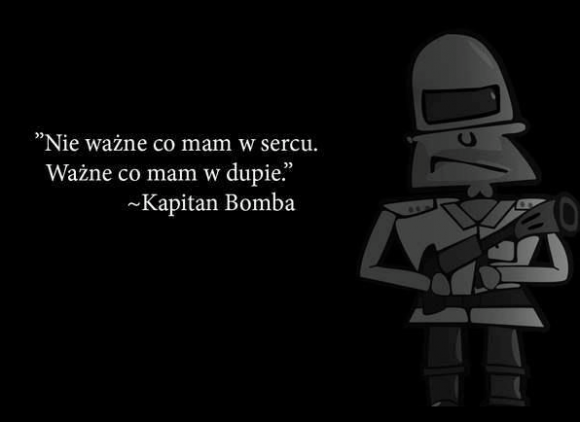 ”Nie ważne co mam w sercu.
Ważne co mam w dupie.”
~Kapitan Bomba